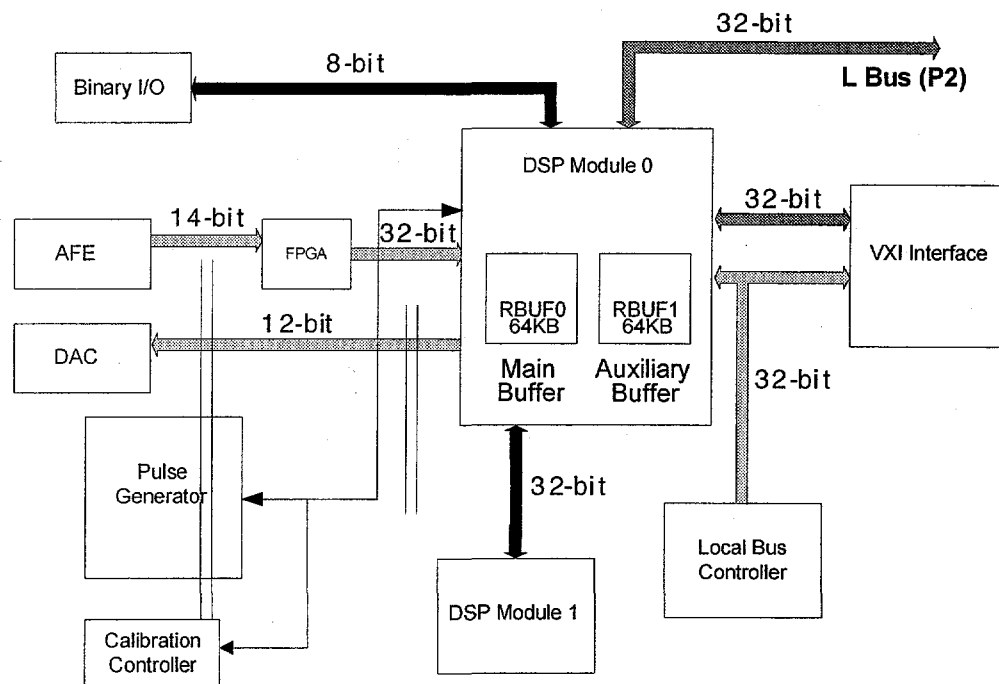 32-bit
8-bit
Binary I/O
L Bus (P2)
DSP Module 0
14-bit
32-bit
32-bit
AFE
FPGA
VXI Interface
RBUF0
64KB
RBUF1
64KB
12-bit
DAC
Main
Buffer
Auxiliary
Buffer
32-bit
Pulse
Generator
32-bit
Local Bus
Controller
DSP Module 1
Calibration
Controller